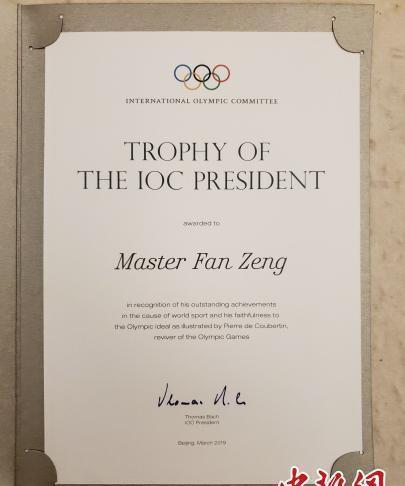 INTERNATIONAL OLYMPIC COMMITTEE
TROPHY OF
THE IOC PRESIDENT
awarded to
Master Fan Zeng
in recognition of his outstanding achievements
in the cause of world sport and his faithfulness to
the Olympic ideal as illustrated by Pierre de Coubertin,
reviver of the Olympic Games
Thomas Bach
IOC President
Beijing, March 2019